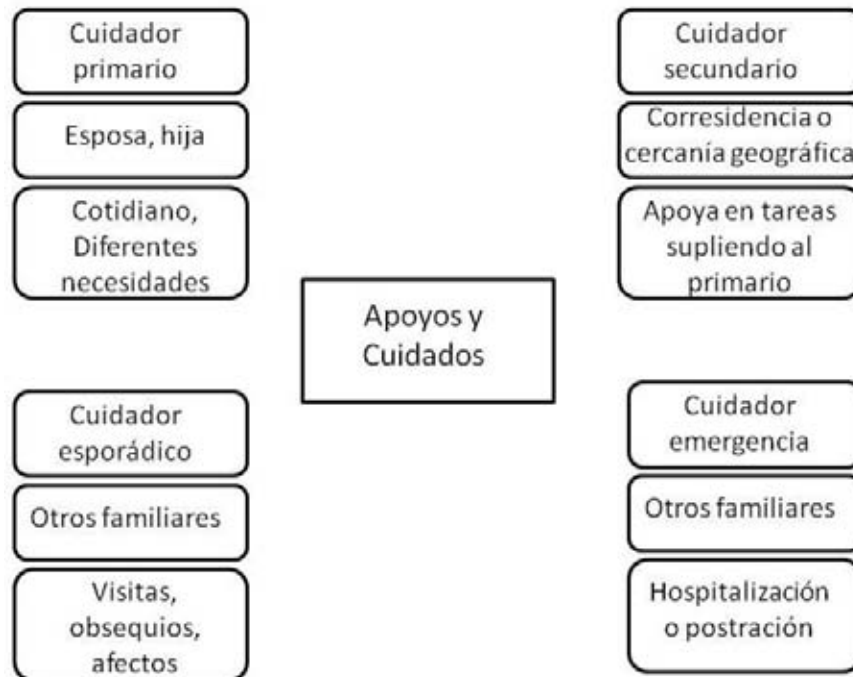 Cuidador
primario
Esposa, hija
Cotidiano,
Diferentes
necesidades
Cuidador
secundario
Corresidencia o
cercanía geográfica
Apoya en tareas
supliendo al
primario
Apoyos y
Cuidados
Cuidador
esporádico
Otros familiares
Visitas,
obsequios,
afectos
Cuidador
emergencia
Otros familiares
Hospitalización
o postración